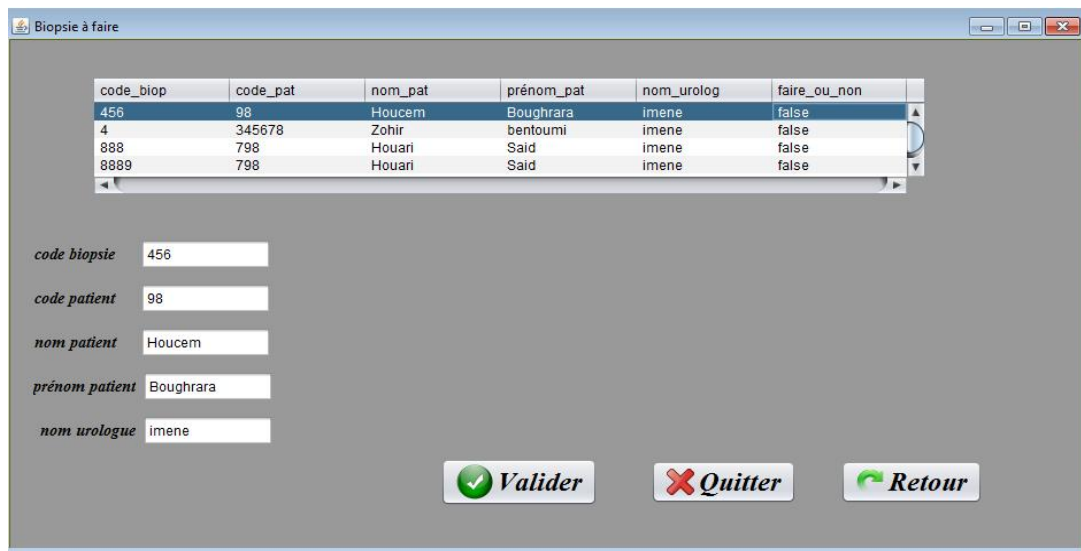 Biopsie à faire
code_biop code_pat nom_pat prénom_pat nom_urolog faire_ou_non
456 98 Houcem Boughrara imene false
4 345678 Zohir bentoumi imene false
888 798 Houari Said imene false
8889 798 Houari Said imene false
code biopsie 456
code patient 98
nom patient Houcem
prénom patient Boughrara
nom urologue imene
Valider Quitter Retour